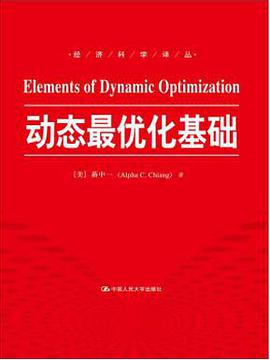 ·经/济/科/学/译/丛·
Elements of Dynamic Optimization
动态最优化基础
[美] 蒋中一 (Alpha C. Chiang) 著
中国人民大学出版社